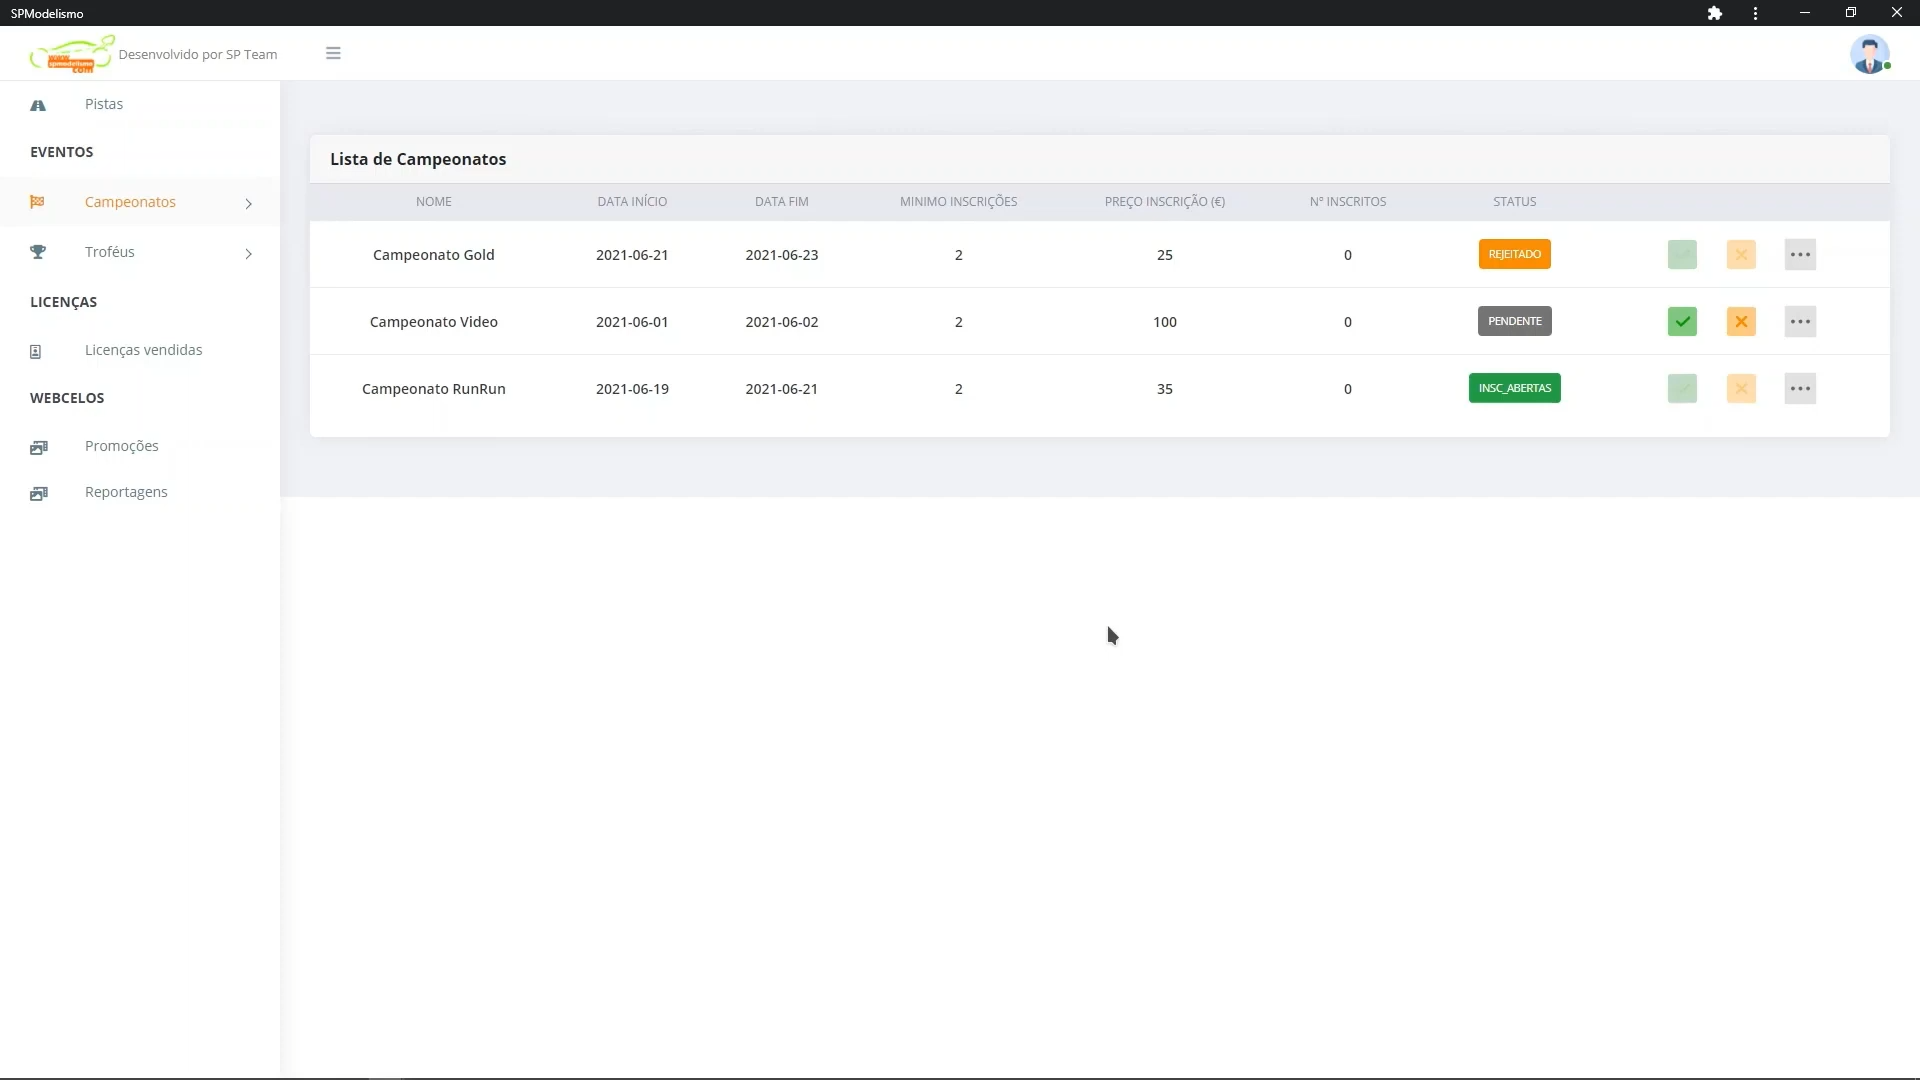 SPModelismo
spmodelismo
com
Desenvolvido por SP Team
Pistas
EVENTOS
Campeonatos
Troféus
LICENÇAS
Licenças vendidas
WEBCELOS
Promoções
Reportagens
Lista de Campeonatos
NOME DATA INÍCIO DATA FIM MINIMO INSCRIÇÕES PREÇO INSCRIÇÃO (€) Nº INSCRITOS STATUS
Campeonato Gold 2021-06-21 2021-06-23 2 25 0 REJEITADO
Campeonato Video 2021-06-01 2021-06-02 2 100 0 PENDENTE
Campeonato RunRun 2021-06-19 2021-06-21 2 35 0 INSC_ABERTAS